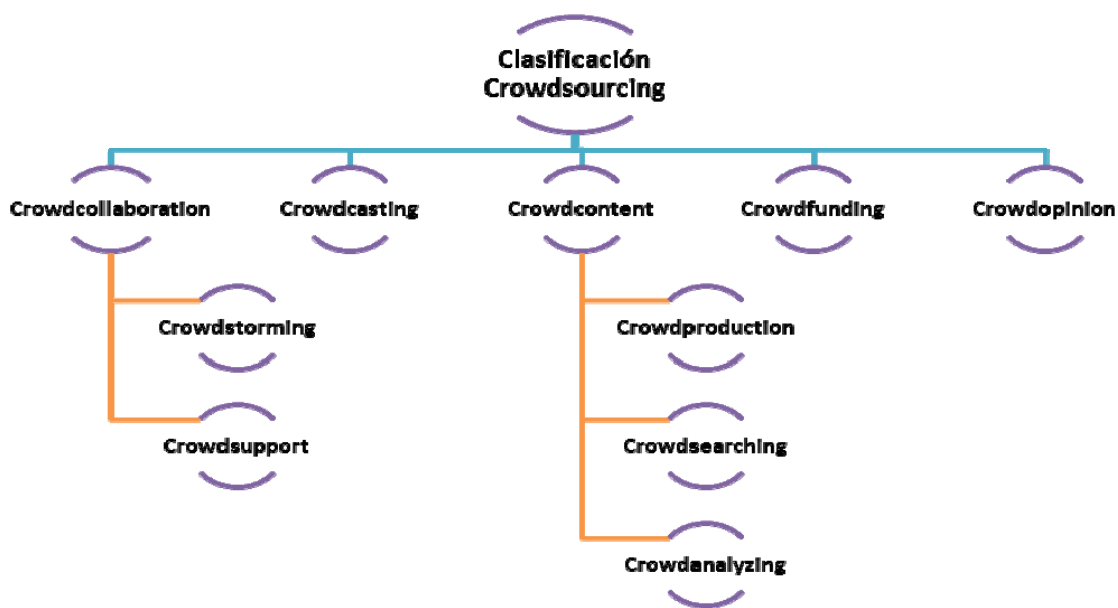 Clasificación
Crowdsourcing
Crowdcollaboration
Crowdcasting
Crowdcontent
Crowdfunding
Crowdopinion
Crowdstorming
Crowdsupport
Crowdproduction
Crowdsearching
Crowdanalyzing